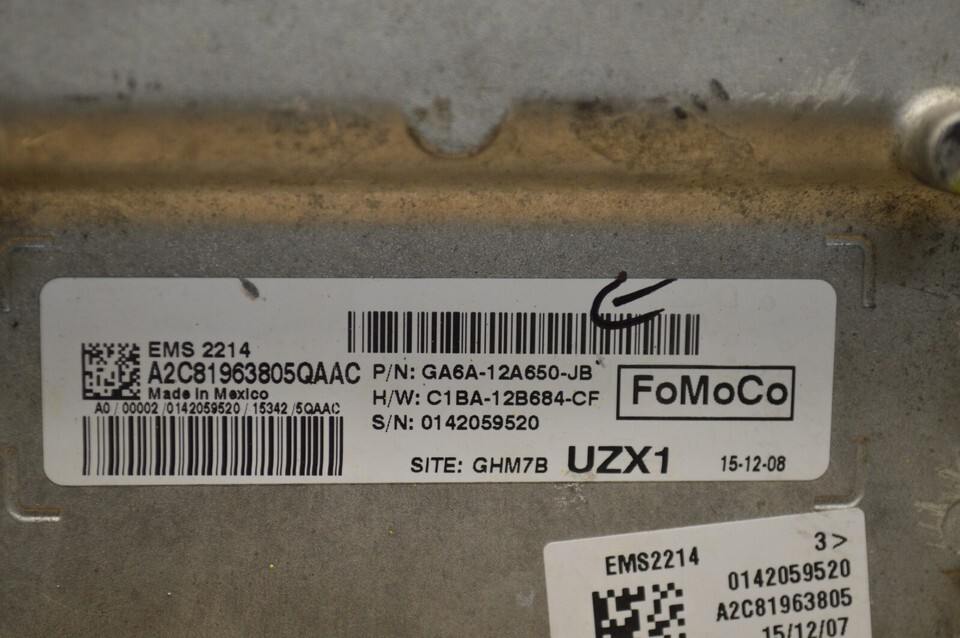 EMS 2214
A2C81963805QAAC
Made in Mexico
A0 / 00002 /0142059520 / 15342 /5QAAC
P/N: GA6A-12A650-JB
H/W: C1BA-12B684-CF
S/N: 0142059520
FoMoCo
SITE: GHM7B UZX1 15-12-08
3>
EMS2214
0142059520
A2C81963805
15/12/07